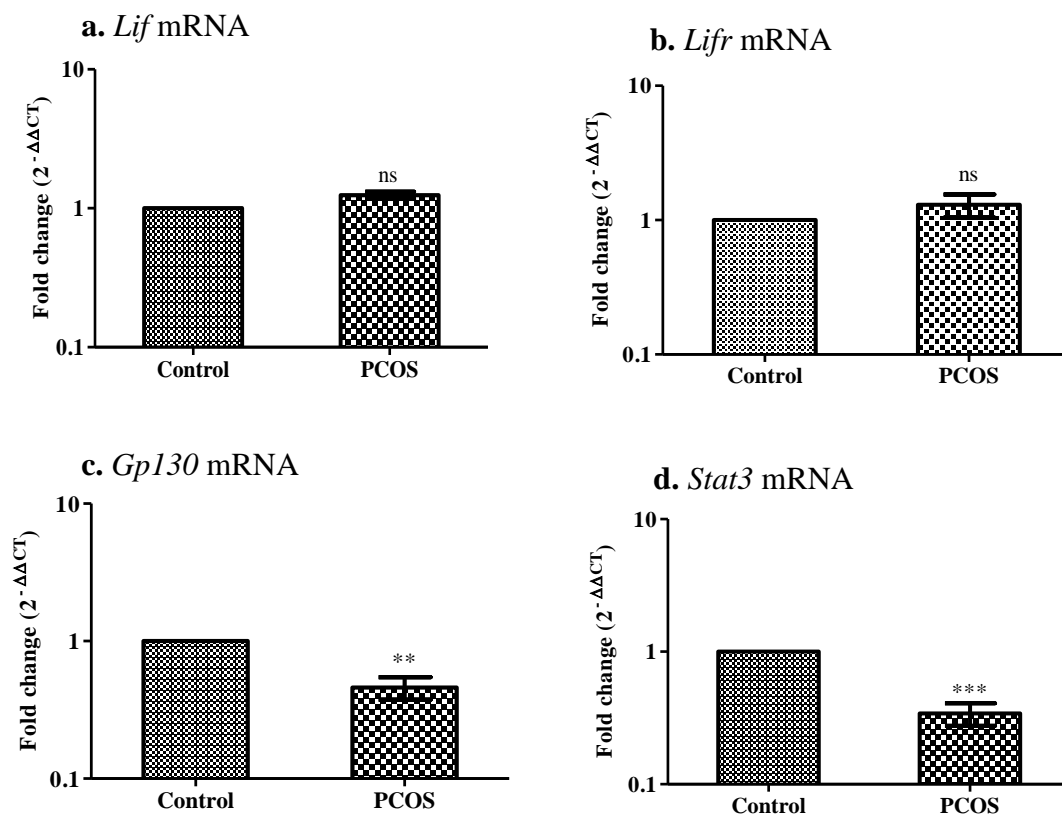 a. Lif mRNA
Fold change (2^-ΔΔCT)
10
1
0.1
ns
Control PCOS
b. Lifr mRNA
Fold change (2^-ΔΔCT)
10
1
0.1
ns
Control PCOS
c. Gp130 mRNA
Fold change (2^-ΔΔCT)
10
1
0.1
**
Control PCOS
d. Stat3 mRNA
Fold change (2^-ΔΔCT)
10
1
0.1
***
Control PCOS